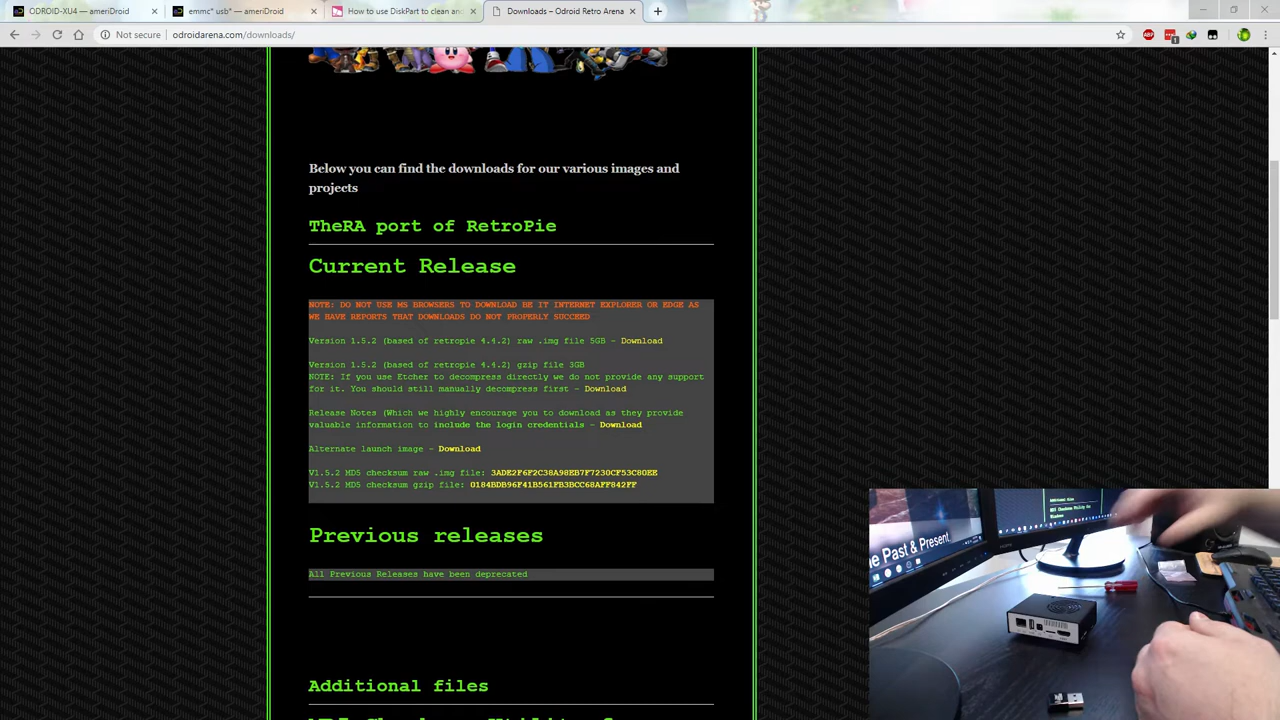 ODROID-XU4 — ameriDroid
emmc* usb* — ameriDroid
How to use DiskPart to clean and
Downloads – Odroid Retro Arena
Not secure
odroidarena.com/downloads/
ABP
1
Below you can find the downloads for our various images and
projects
TheRA port of RetroPie
Current Release
NOTE: DO NOT USE MS BROWSERS TO DOWNLOAD BE IT INTERNET EXPLORER OR EDGE AS
WE HAVE REPORTS THAT DOWNLOADS DO NOT PROPERLY SUCCEED
Version 1.5.2 (based of retropie 4.4.2) raw .img file 5GB – Download
Version 1.5.2 (based of retropie 4.4.2) gzip file 3GB
NOTE: If you use Etcher to decompress directly we do not provide any support
for it. You should still manually decompress first – Download
Release Notes (Which we highly encourage you to download as they provide
valuable information to include the login credentials – Download
Alternate launch image – Download
V1.5.2 MD5 checksum raw .img file: 3ADE2F6F2C38A98EB7F7230CF53C80EE
V1.5.2 MD5 checksum gzip file: 0184BDB96F41B561FB3BCC68AFF842FF
Previous releases
All Previous Releases have been deprecated
Additional files
he Past & Present.